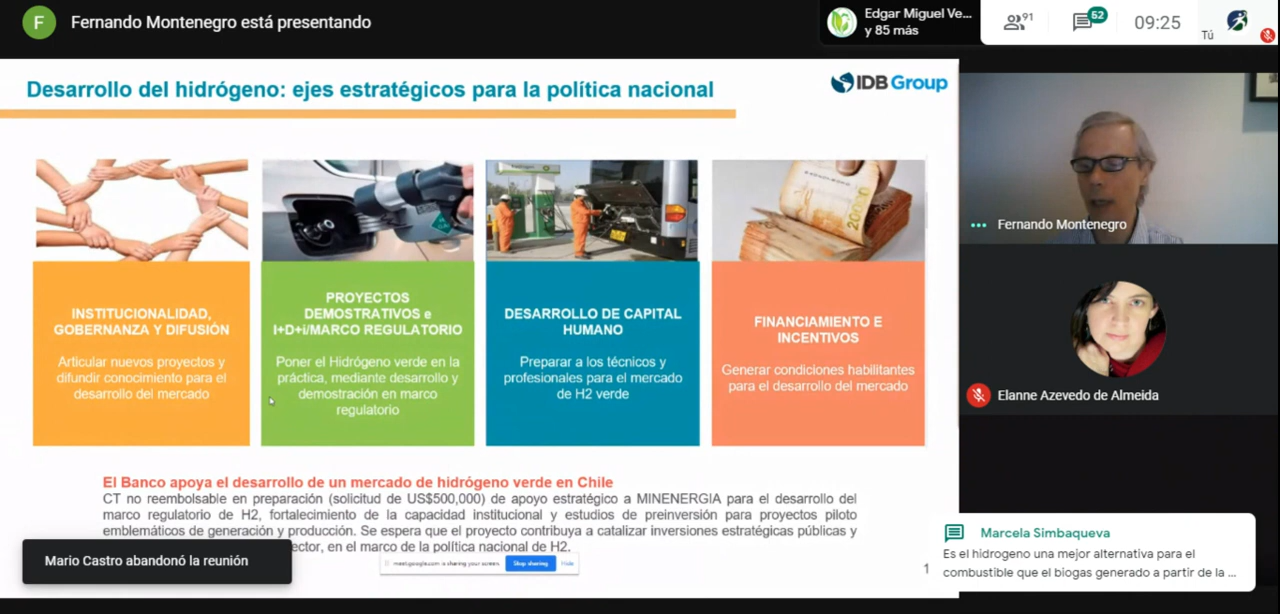 F
Fernando Montenegro está presentando
Edgar Miguel Ve...
y 85 más
91
52
09:25
Tú
Desarrollo del hidrógeno: ejes estratégicos para la política nacional
IDB Group
INSTITUCIONALIDAD,
GOBERNANZA Y DIFUSIÓN
Articular nuevos proyectos y
difundir conocimiento para el
desarrollo del mercado
PROYECTOS
DEMOSTRATIVOS e
I+D+i/MARCO REGULATORIO
Poner el Hidrógeno verde en la
práctica, mediante desarrollo y
demostración en marco
regulatorio
DESARROLLO DE CAPITAL
HUMANO
Preparar a los técnicos y
profesionales para el mercado
de H2 verde
FINANCIAMIENTO E
INCENTIVOS
Generar condiciones habilitantes
para el desarrollo del mercado
El Banco apoya el desarrollo de un mercado de hidrógeno verde en Chile
CT no reembolsable en preparación (solicitud de US$500,000) de apoyo estratégico a MINENERGIA para el desarrollo del
marco regulatorio de H2, fortalecimiento de la capacidad institucional y estudios de preinversión para proyectos piloto
emblemáticos de generación y producción. Se espera que el proyecto contribuya a catalizar inversiones estratégicas públicas y
ector, en el marco de la política nacional de H2.
meet.google.com is sharing your screen.
Stop sharing
Hide
1
Mario Castro abandonó la reunión
Fernando Montenegro
Elanne Azevedo de Almeida
Marcela Simbaqueva
Es el hidrogeno una mejor alternativa para el
combustible que el biogas generado a partir de la ...